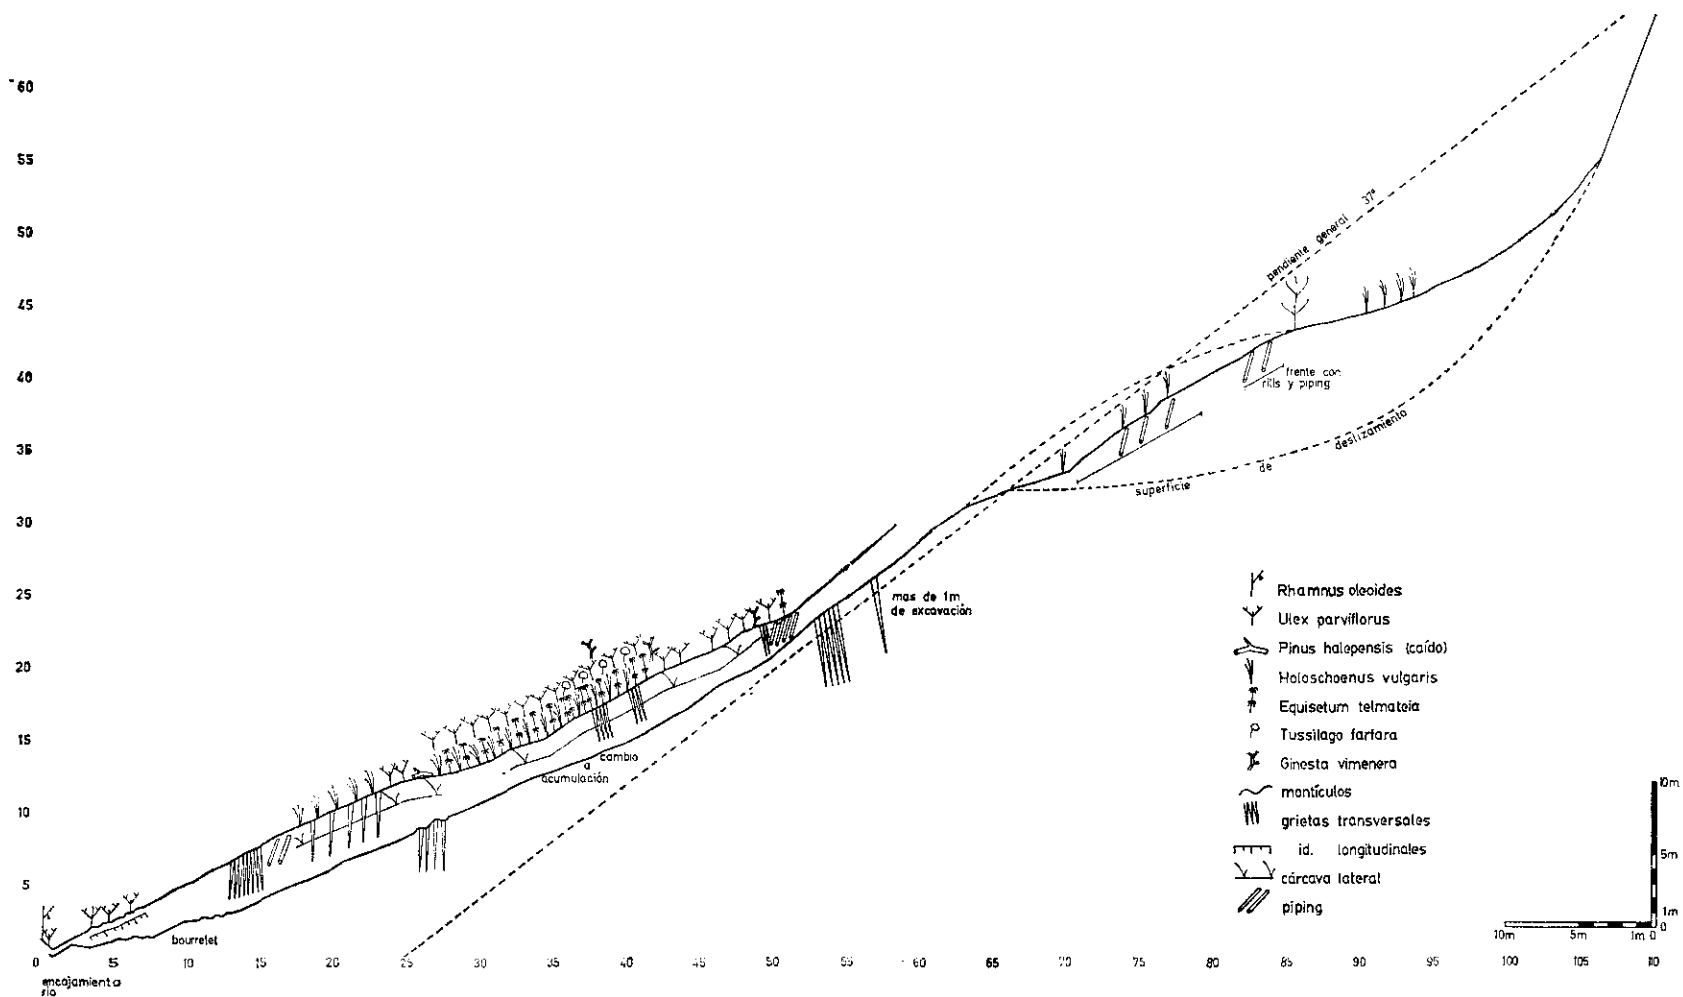 60
55
50
45
40
35
30
25
20
15
10
5
pendiente general 37º
frente con
rills y piping
superficie de deslizamiento
mas de 1m
de excavación
cambio
a
acumulación
bourrelet
Rhamnus oleoides
Ulex parviflorus
Pinus halepensis (caído)
Holoschoenus vulgaris
Equisetum telmateia
Tussilago farfara
Ginesta vimenera
montículos
grietas transversales
id. longitudinales
cárcava lateral
piping
10m
5m
1m
0
10m 5m 1m 0
0 5 10 15 20 25 30 35 40 45 50 55 60 65 70 75 80 85 90 95 100 105 110
encajamiento
río